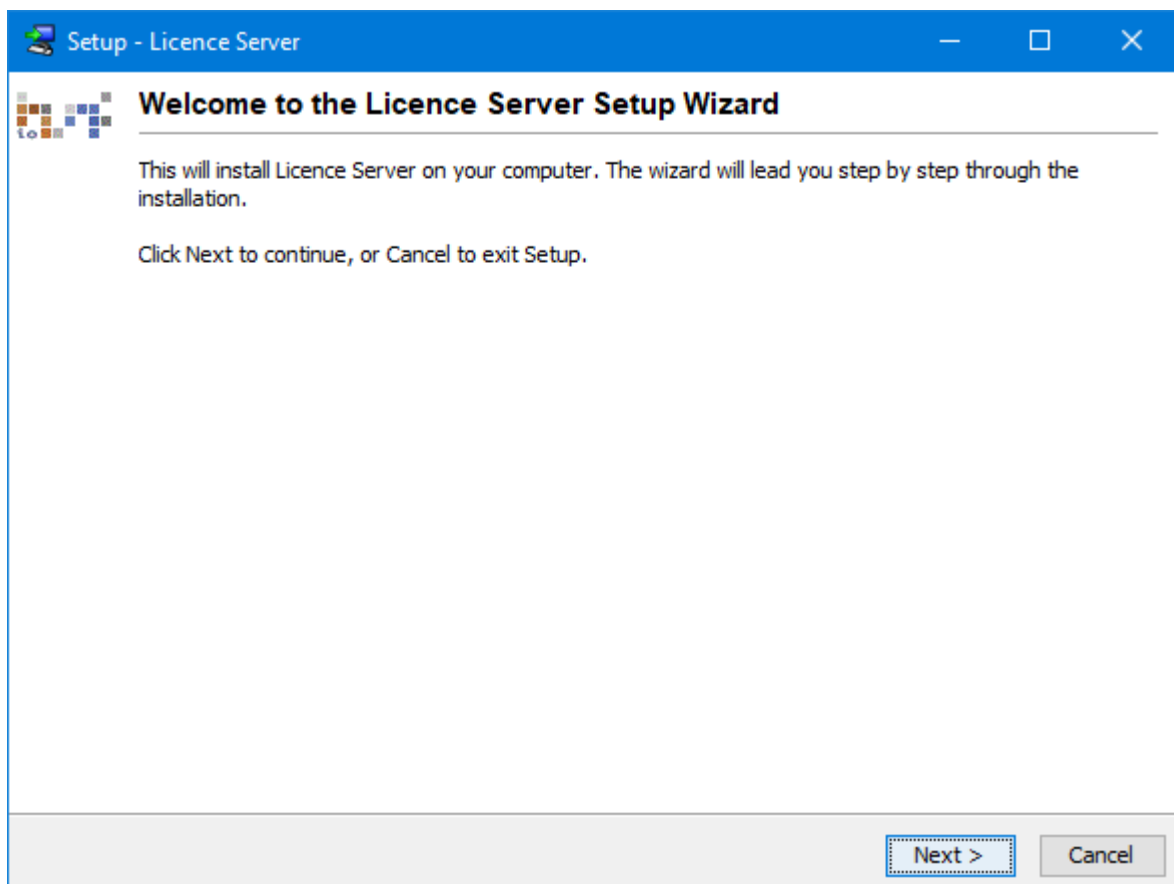 Setup - Licence Server
Welcome to the Licence Server Setup Wizard
This will install Licence Server on your computer. The wizard will lead you step by step through the
installation.
Click Next to continue, or Cancel to exit Setup.
Next >
Cancel